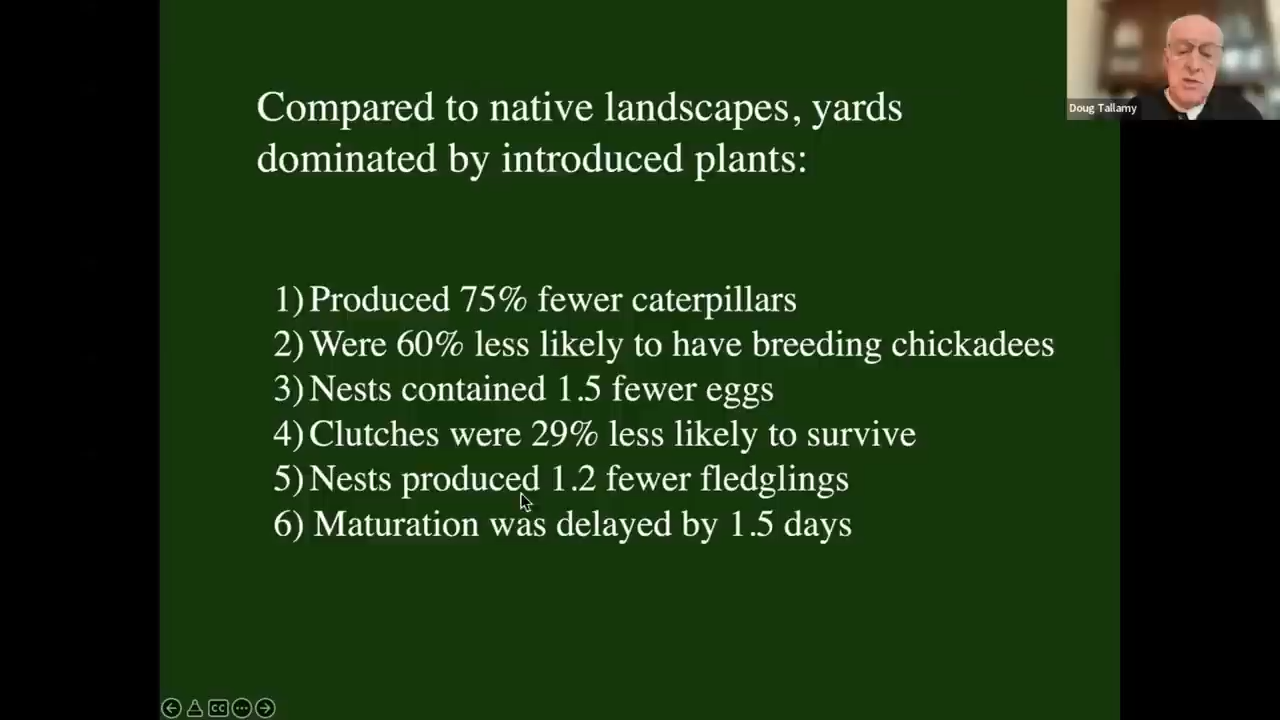 Doug Tallamy
Compared to native landscapes, yards
dominated by introduced plants:
1) Produced 75% fewer caterpillars
2) Were 60% less likely to have breeding chickadees
3) Nests contained 1.5 fewer eggs
4) Clutches were 29% less likely to survive
5) Nests produced 1.2 fewer fledglings
6) Maturation was delayed by 1.5 days
CC